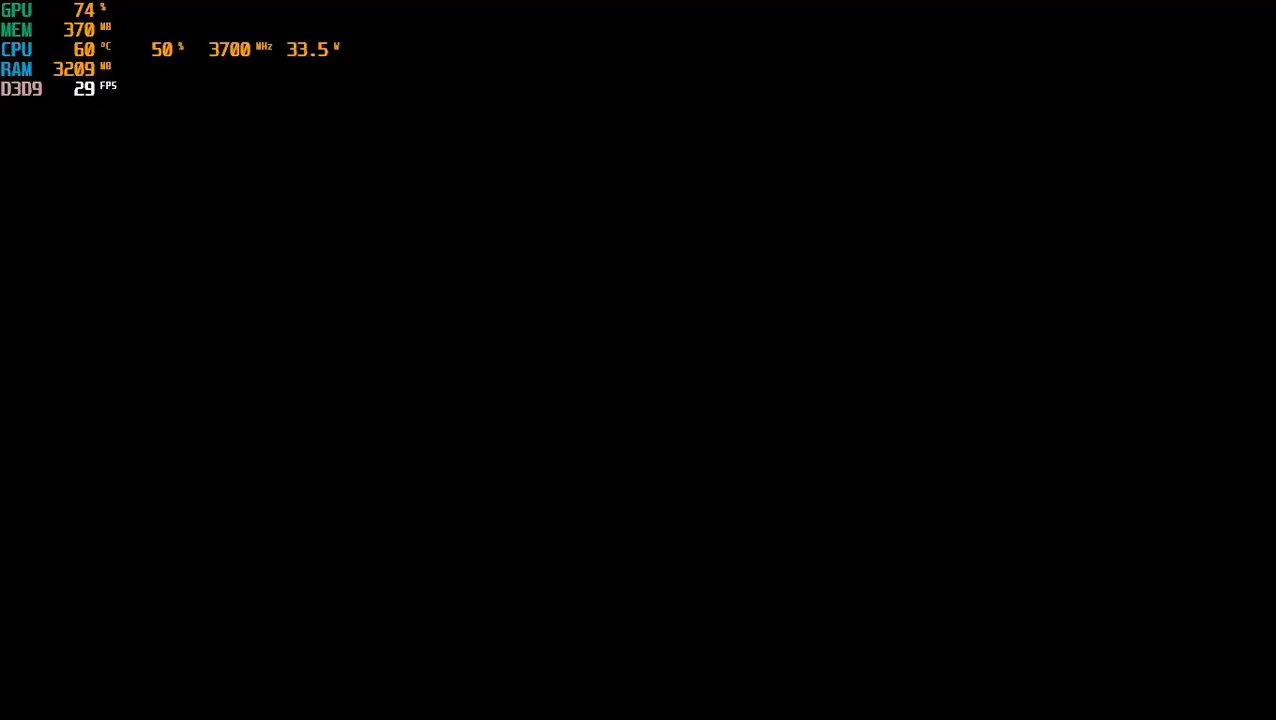 GPU 74 %
MEM 370 MB
CPU 60 °C 50 % 3700 MHz 33.5 W
RAM 3209 MB
D3D9 29 FPS